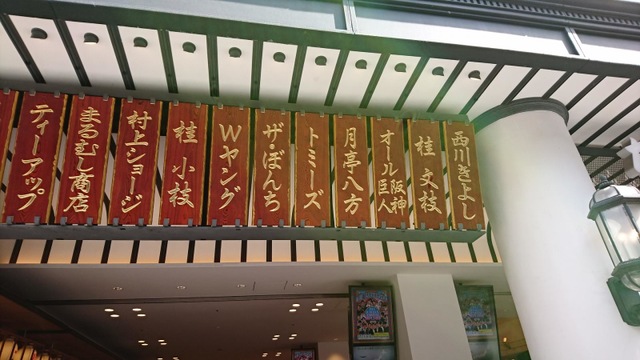 西川きよし
桂 文枝
オール阪神
巨人
月亭八方
トミーズ
ザ・ぼんち
Wヤング
桂 小枝
村上ショージ
まるむし商店
ティーアップ